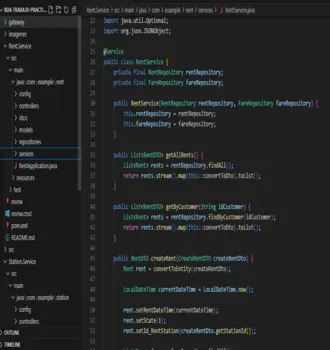 BDA-TRABAJO-PRACT...
gateway
imagenes
Rent.Service
src
main
java\com\example\rent
config
controllers
dtos
models
repositories
services
RentApplication.java
resources
test
mvnw
mvnw.cmd
pom.xml
README.md
src
Station.Service
src
main
java\com\example\station
config
controllers
OUTLINE
TIMELINE
Rent.Service > src > main > java > com > example > rent > services > RentService.java
12 import java.util.Optional;
import org.json.JSONObject;
@Service
public class RentService {
private final RentRepository rentRepository;
private final FareRepository fareRepository;
public RentService(RentRepository rentRepository, FareRepository fareRepository) {
this.rentRepository = rentRepository;
this.fareRepository = fareRepository;
}
public List<RentDTO> getAllRents() {
List<Rent> rents = rentRepository.findAll();
return rents.stream().map(this::convertToDto).toList();
}
public List<RentDTO> getByCustomer(String idCustomer) {
List<Rent> rents = rentRepository.findByCustomer(idCustomer);
return rents.stream().map(this::convertToDto).toList();
}
public RentDTO createRent(CreateRentDTO createRentDto) {
Rent rent = convertToEntity(createRentDto);
LocalDateTime currentDateTime = LocalDateTime.now();
rent.setRentDateTime(currentDateTime);
rent.setState(1);
rent.setId_RentStation(createRentDto.getStationId());